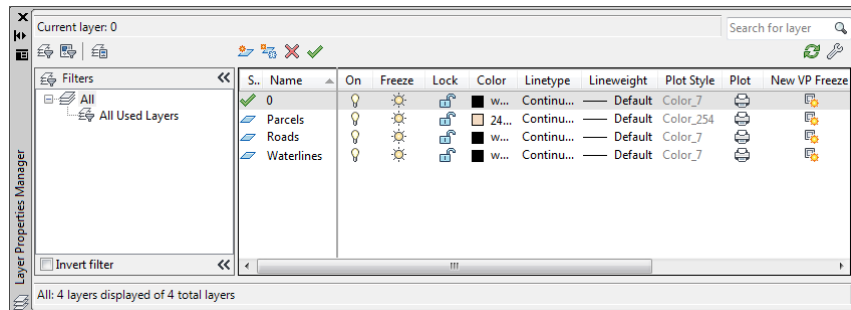 Current layer: 0
Search for layer
Filters
All
All Used Layers
Invert filter
S.. Name On Freeze Lock Color Linetype Lineweight Plot Style Plot New VP Freeze
0 w... Continu... Default Color_7
Parcels 24... Continu... Default Color_254
Roads w... Continu... Default Color_7
Waterlines w... Continu... Default Color_7
Layer Properties Manager
All: 4 layers displayed of 4 total layers